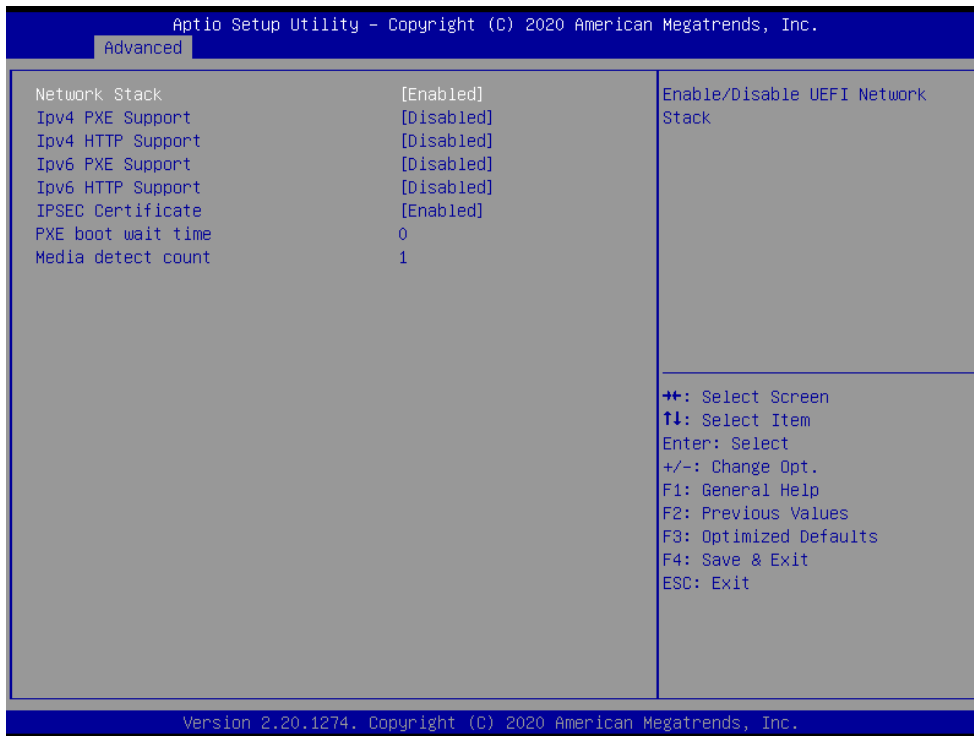 Aptio Setup Utility – Copyright (C) 2020 American Megatrends, Inc.
Advanced
Network Stack [Enabled]
Ipv4 PXE Support [Disabled]
Ipv4 HTTP Support [Disabled]
Ipv6 PXE Support [Disabled]
Ipv6 HTTP Support [Disabled]
IPSEC Certificate [Enabled]
PXE boot wait time 0
Media detect count 1
Enable/Disable UEFI Network
Stack
→←: Select Screen
↑↓: Select Item
Enter: Select
+/-: Change Opt.
F1: General Help
F2: Previous Values
F3: Optimized Defaults
F4: Save & Exit
ESC: Exit
Version 2.20.1274. Copyright (C) 2020 American Megatrends, Inc.